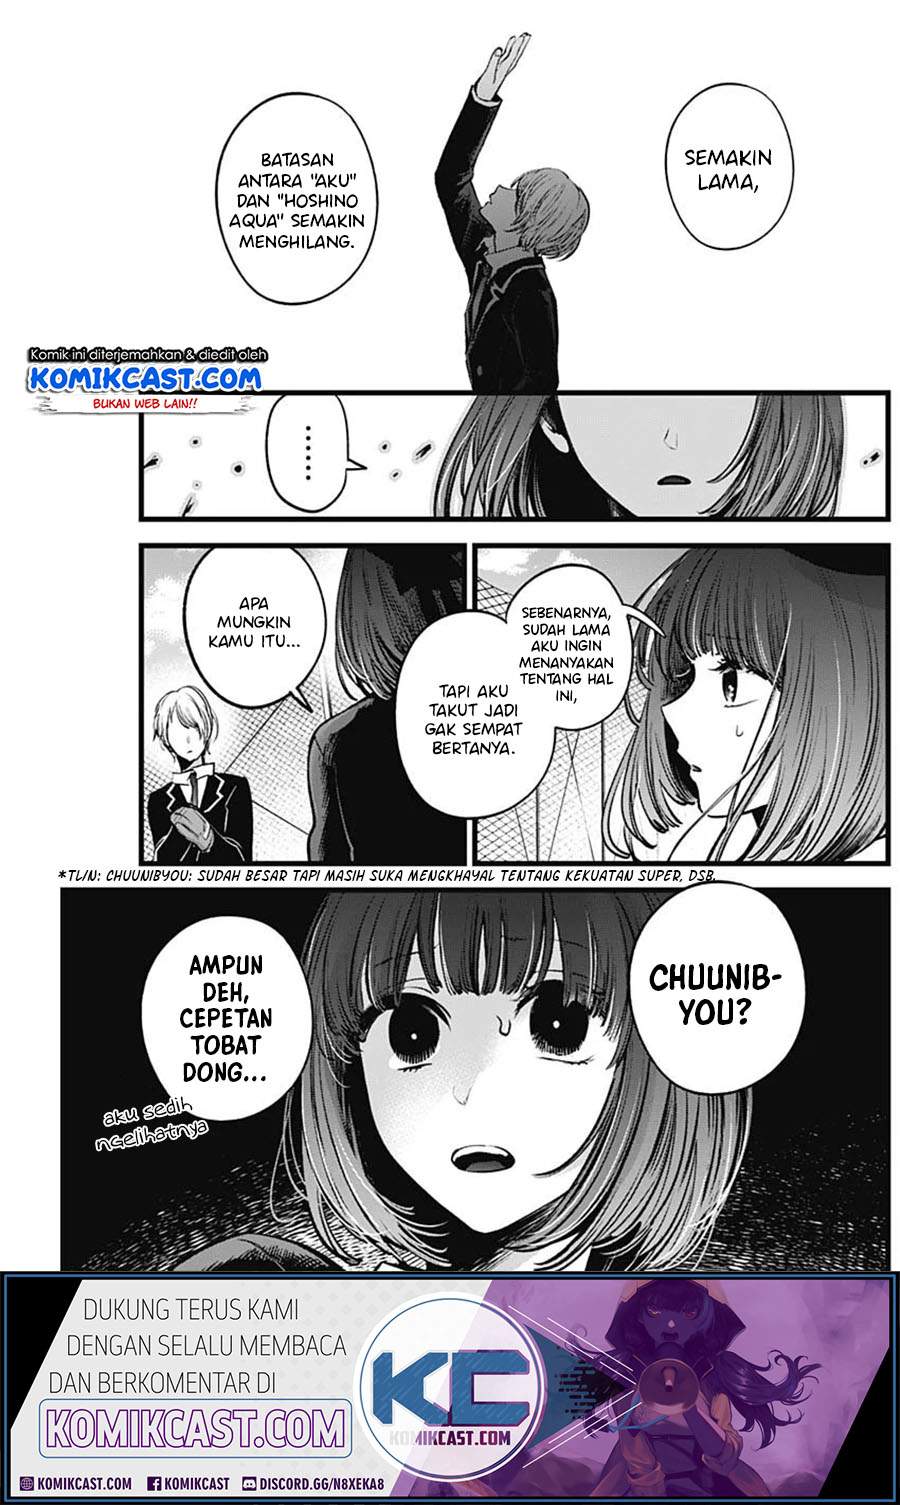 SEMAKIN
LAMA,
BATASAN
ANTARA "AKU"
DAN "HOSHINO
AQUA" SEMAKIN
MENGHILANG.
Komik ini diterjemahkan & diedit oleh
KOMIKCAST.COM
BUKAN WEB LAIN!!
......
SEBENARNYA,
SUDAH LAMA
AKU INGIN
MENANYAKAN
TENTANG HAL
INI,
TAPI AKU
TAKUT JADI
GAK SEMPAT
BERTANYA.
APA
MUNGKIN
KAMU ITU...
*TL/N: CHUUNIBYOU: SUDAH BESAR TAPI MASIH SUKA MENGKHAYAL TENTANG KEKUATAN SUPER, DSB.
CHUUNIB-
YOU?
AMPUN
DEH,
CEPETAN
TOBAT
DONG...
aku sedih
ngelihatnya
DUKUNG TERUS KAMI
DENGAN SELALU MEMBACA
DAN BERKOMENTAR DI
KOMIKCAST.COM
KC
KOMIKCAST.COM
KOMIKCAST.COM KOMIKCAST DISCORD.GG/N8XEKA8